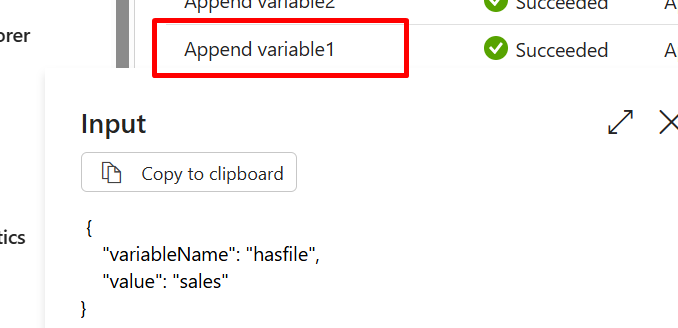 Append variable2 Succeeded A
orer
Append variable1 Succeeded A
Input
Copy to clipboard
{
"variableName": "hasfile",
tics
"value": "sales"
}